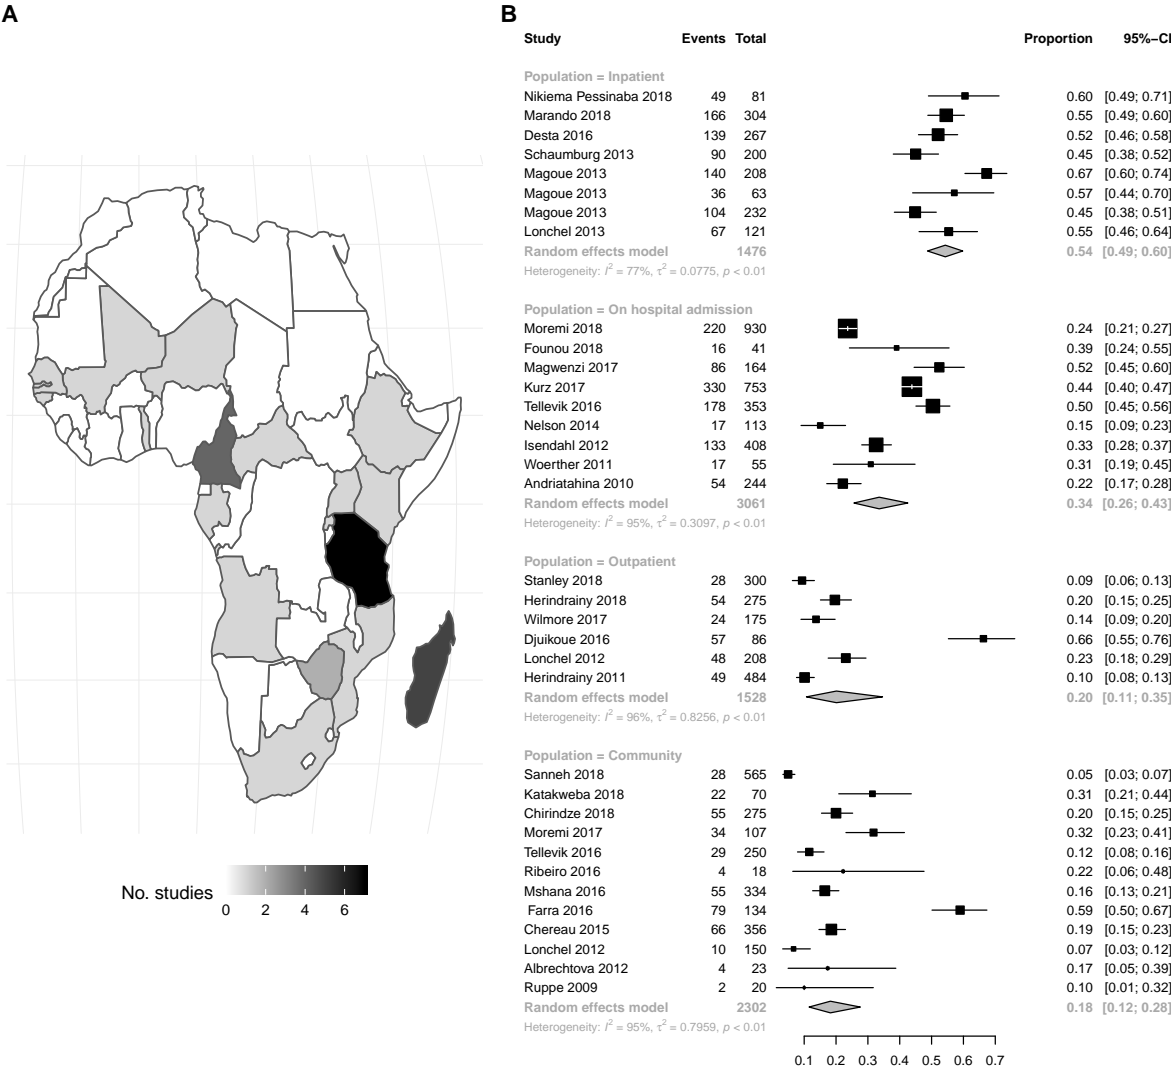 A
No. studies
0 2 4 6
B
Study Events Total Proportion 95%−CI
Population = Inpatient
Nikiema Pessinaba 2018 49 81 0.60 [0.49; 0.71]
Marando 2018 166 304 0.55 [0.49; 0.60]
Desta 2016 139 267 0.52 [0.46; 0.58]
Schaumburg 2013 90 200 0.45 [0.38; 0.52]
Magoue 2013 140 208 0.67 [0.60; 0.74]
Magoue 2013 36 63 0.57 [0.44; 0.70]
Magoue 2013 104 232 0.45 [0.38; 0.51]
Lonchel 2013 67 121 0.55 [0.46; 0.64]
Random effects model 1476 0.54 [0.49; 0.60]
Heterogeneity: I² = 77%, τ² = 0.0775, p < 0.01
Population = On hospital admission
Moremi 2018 220 930 0.24 [0.21; 0.27]
Founou 2018 16 41 0.39 [0.24; 0.55]
Magwenzi 2017 86 164 0.52 [0.45; 0.60]
Kurz 2017 330 753 0.44 [0.40; 0.47]
Tellevik 2016 178 353 0.50 [0.45; 0.56]
Nelson 2014 17 113 0.15 [0.09; 0.23]
Isendahl 2012 133 408 0.33 [0.28; 0.37]
Woerther 2011 17 55 0.31 [0.19; 0.45]
Andriatahina 2010 54 244 0.22 [0.17; 0.28]
Random effects model 3061 0.34 [0.26; 0.43]
Heterogeneity: I² = 95%, τ² = 0.3097, p < 0.01
Population = Outpatient
Stanley 2018 28 300 0.09 [0.06; 0.13]
Herindrainy 2018 54 275 0.20 [0.15; 0.25]
Wilmore 2017 24 175 0.14 [0.09; 0.20]
Djuikoue 2016 57 86 0.66 [0.55; 0.76]
Lonchel 2012 48 208 0.23 [0.18; 0.29]
Herindrainy 2011 49 484 0.10 [0.08; 0.13]
Random effects model 1528 0.20 [0.11; 0.35]
Heterogeneity: I² = 96%, τ² = 0.8256, p < 0.01
Population = Community
Sanneh 2018 28 565 0.05 [0.03; 0.07]
Katakweba 2018 22 70 0.31 [0.21; 0.44]
Chirindze 2018 55 275 0.20 [0.15; 0.25]
Moremi 2017 34 107 0.32 [0.23; 0.41]
Tellevik 2016 29 250 0.12 [0.08; 0.16]
Ribeiro 2016 4 18 0.22 [0.06; 0.48]
Mshana 2016 55 334 0.16 [0.13; 0.21]
Farra 2016 79 134 0.59 [0.50; 0.67]
Chereau 2015 66 356 0.19 [0.15; 0.23]
Lonchel 2012 10 150 0.07 [0.03; 0.12]
Albrechtova 2012 4 23 0.17 [0.05; 0.39]
Ruppe 2009 2 20 0.10 [0.01; 0.32]
Random effects model 2302 0.18 [0.12; 0.28]
Heterogeneity: I² = 95%, τ² = 0.7959, p < 0.01
0.1 0.2 0.3 0.4 0.5 0.6 0.7